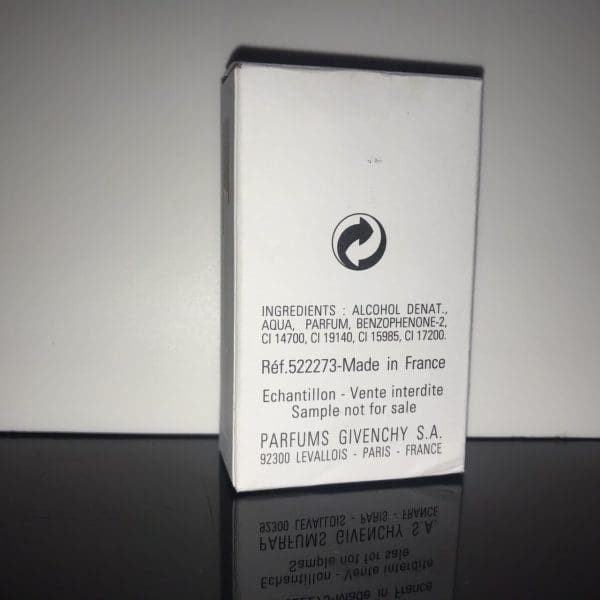 INGREDIENTS : ALCOHOL DENAT.,
AQUA, PARFUM, BENZOPHENONE-2,
CI 14700, CI 19140, CI 15985, CI 17200.
Réf.522273-Made in France
Echantillon - Vente interdite
Sample not for sale
PARFUMS GIVENCHY S.A.
92300 LEVALLOIS - PARIS - FRANCE